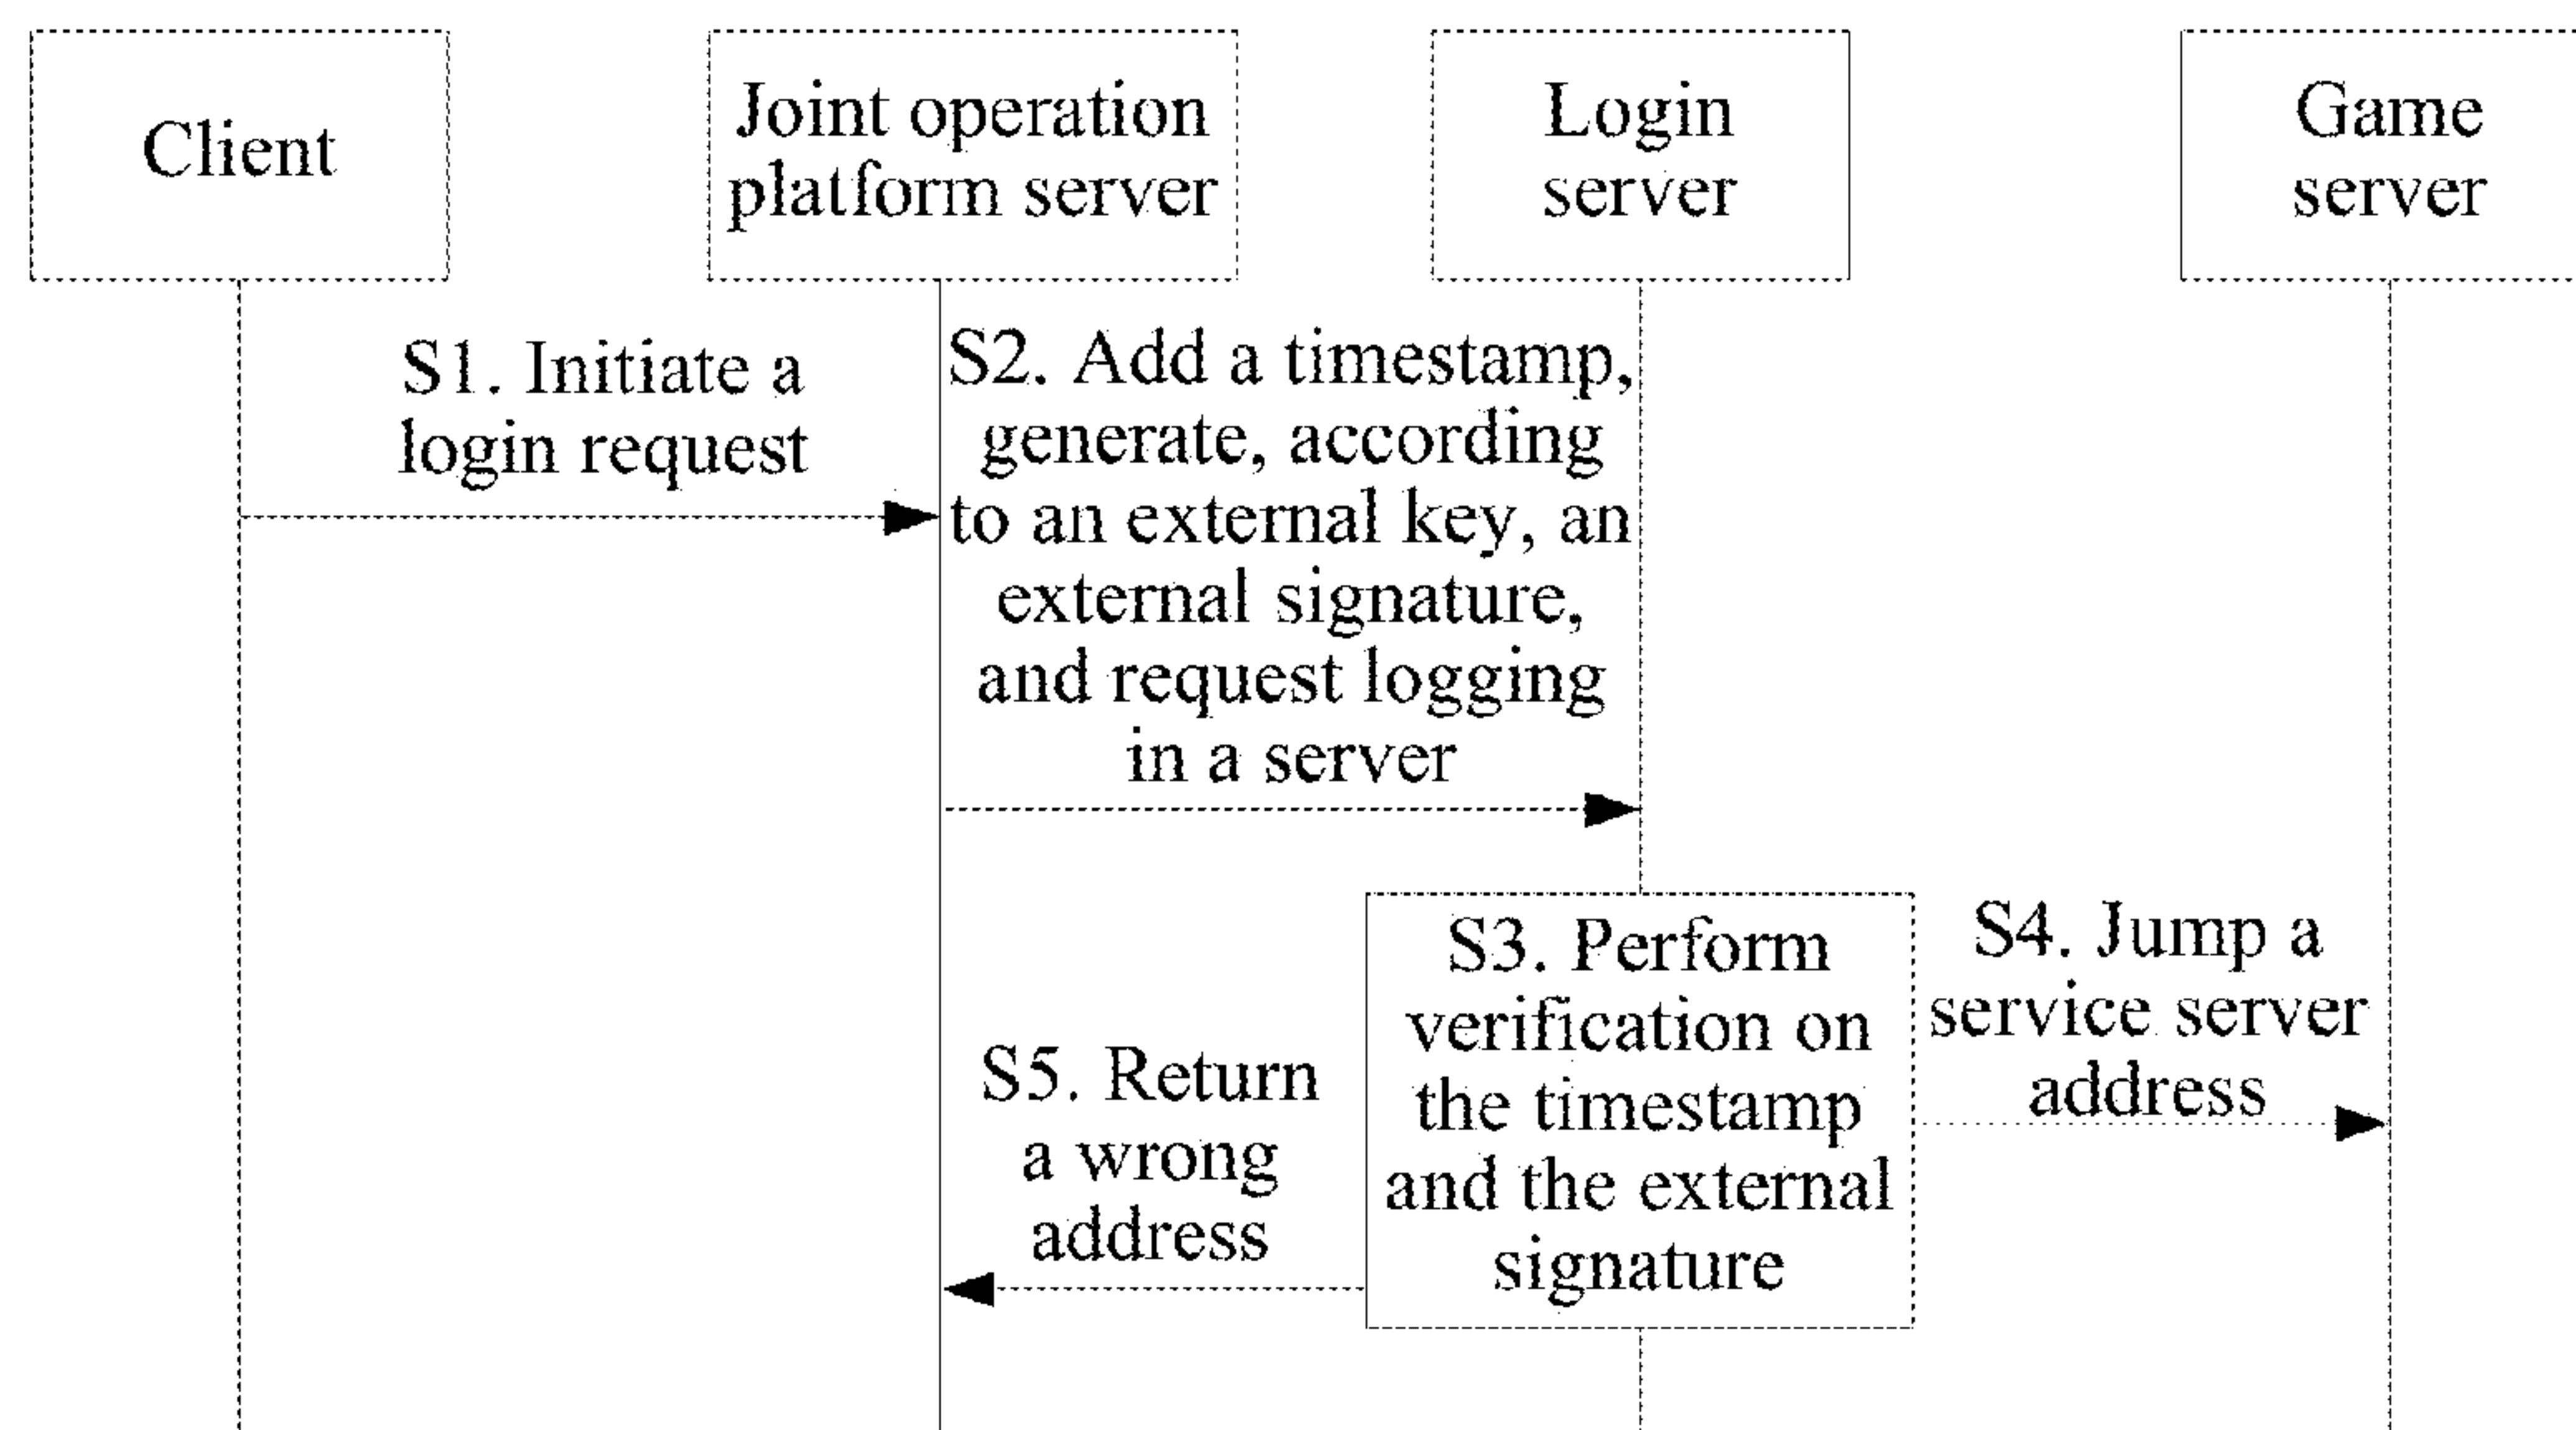 Client
Joint operation
platform server
Login
server
Game
server
S1. Initiate a
login request
S2. Add a timestamp,
generate, according
to an external key, an
external signature,
and request logging
in a server
S3. Perform
verification on
the timestamp
and the external
signature
S4. Jump a
service server
address
S5. Return
a wrong
address